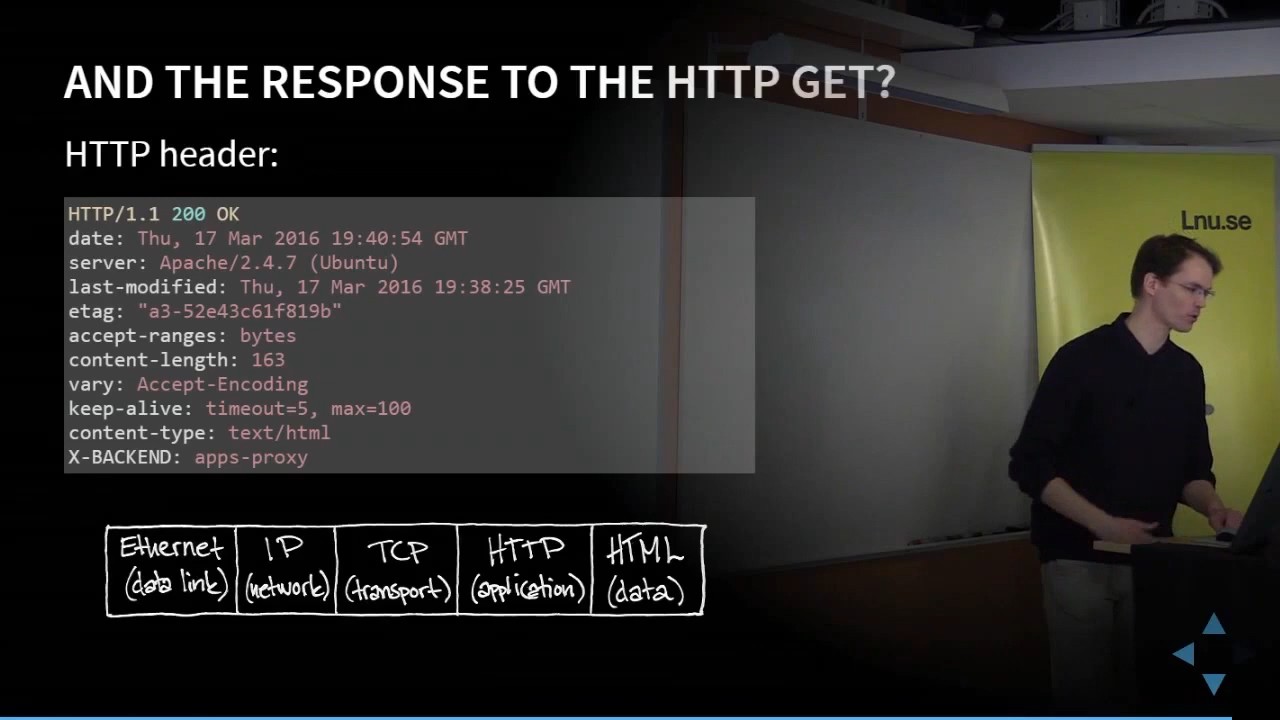 AND THE RESPONSE TO THE HTTP GET?
HTTP header:
HTTP/1.1 200 OK
date: Thu, 17 Mar 2016 19:40:54 GMT
server: Apache/2.4.7 (Ubuntu)
last-modified: Thu, 17 Mar 2016 19:38:25 GMT
etag: "a3-52e43c61f819b"
accept-ranges: bytes
content-length: 163
vary: Accept-Encoding
keep-alive: timeout=5, max=100
content-type: text/html
X-BACKEND: apps-proxy
Lnu.se
Ethernet IP TCP HTTP HTML
(data link) (network) (transport) (application) (data)